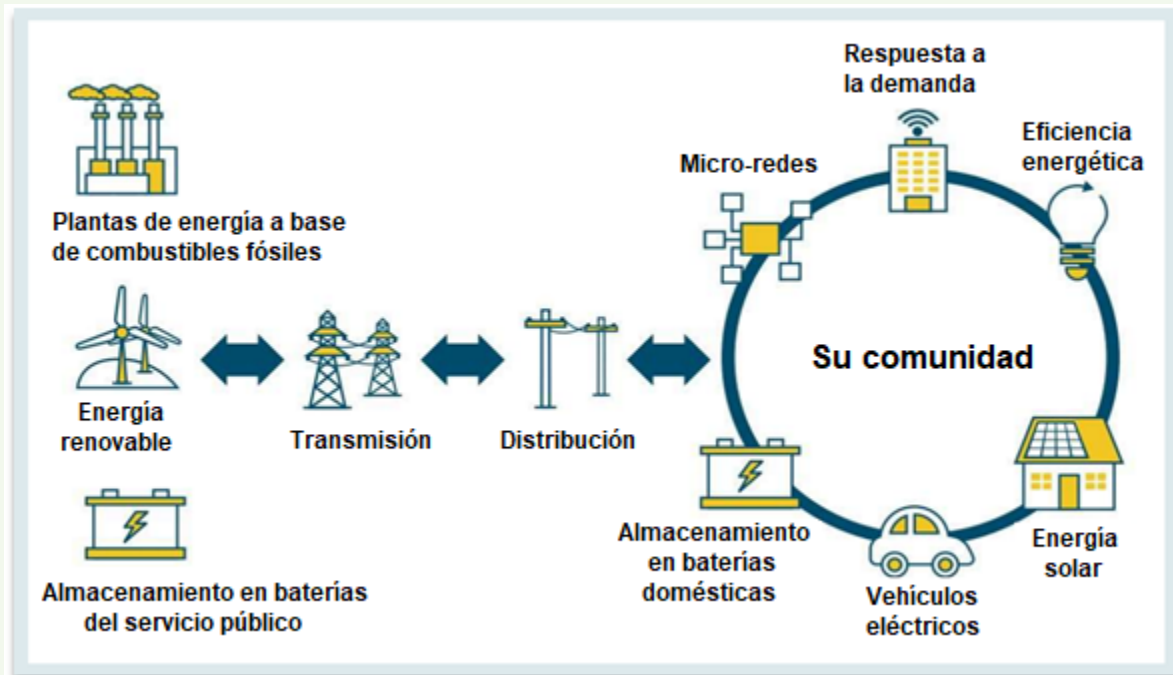 Plantas de energía a base
de combustibles fósiles
Energía
renovable
Almacenamiento en baterías
del servicio público
Transmisión
Distribución
Su comunidad
Micro-redes
Respuesta a
la demanda
Eficiencia
energética
Energía
solar
Vehículos
eléctricos
Almacenamiento
en baterías
domésticas